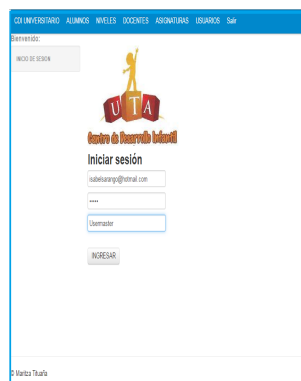 CDI UNIVERSITARIO ALUMNOS NIVELES DOCENTES ASIGNATURAS USUARIOS Salir
Bienvenido:
INICIO DE SESION
UTA
Centro de Desarrollo Infantil
Iniciar sesión
isabelsarango@hotmail.com
••••
Usermaster
INGRESAR
© Maritza Tituaña